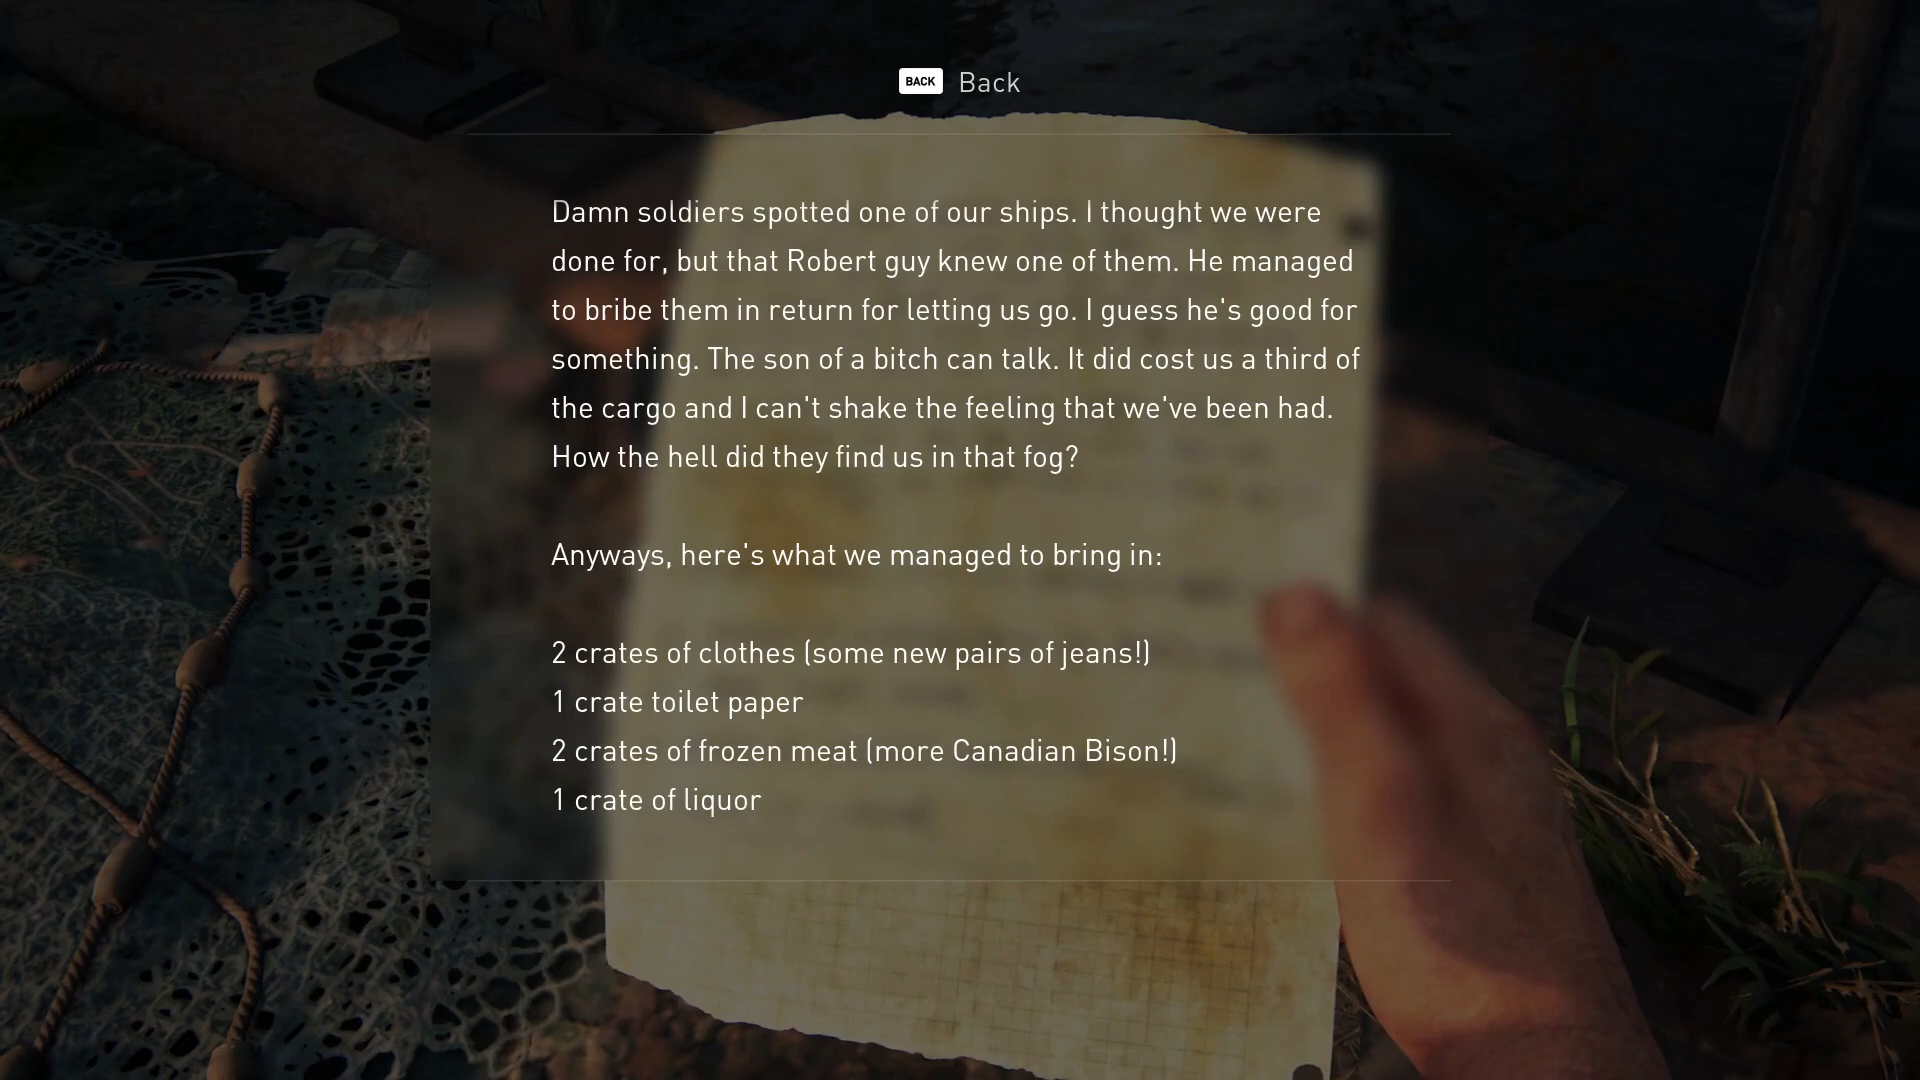 BACK Back
Damn soldiers spotted one of our ships. I thought we were
done for, but that Robert guy knew one of them. He managed
to bribe them in return for letting us go. I guess he's good for
something. The son of a bitch can talk. It did cost us a third of
the cargo and I can't shake the feeling that we've been had.
How the hell did they find us in that fog?
Anyways, here's what we managed to bring in:
2 crates of clothes (some new pairs of jeans!)
1 crate toilet paper
2 crates of frozen meat (more Canadian Bison!)
1 crate of liquor